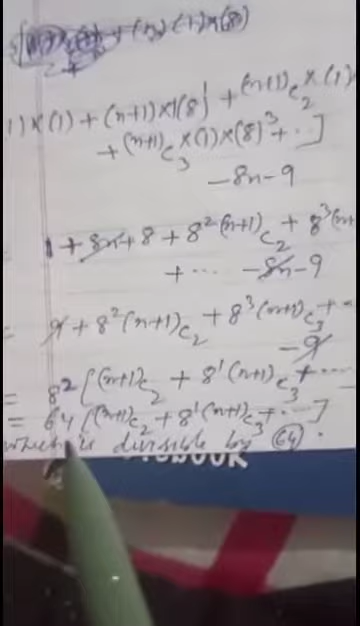 + (n) (1) × (8)
1) × (1) + (n+1) × 1(8)¹ + (n+1)c₂ × (1)
+ (n+1)c₃ × (1) × (8)³ + ...]
-8n-9
1 + 8n + 8 + 8²(n+1)c₂ + 8³(n+1)
+ ... -8n-9
= 9 + 8²(n+1)c₂ + 8³(n+1)c₃ + ...
-9
= 8² [(n+1)c₂ + 8¹(n+1)c₃ + ...
= 64 [(n+1)c₂ + 8¹(n+1)c₃ + ...]
which is divisible by 64.